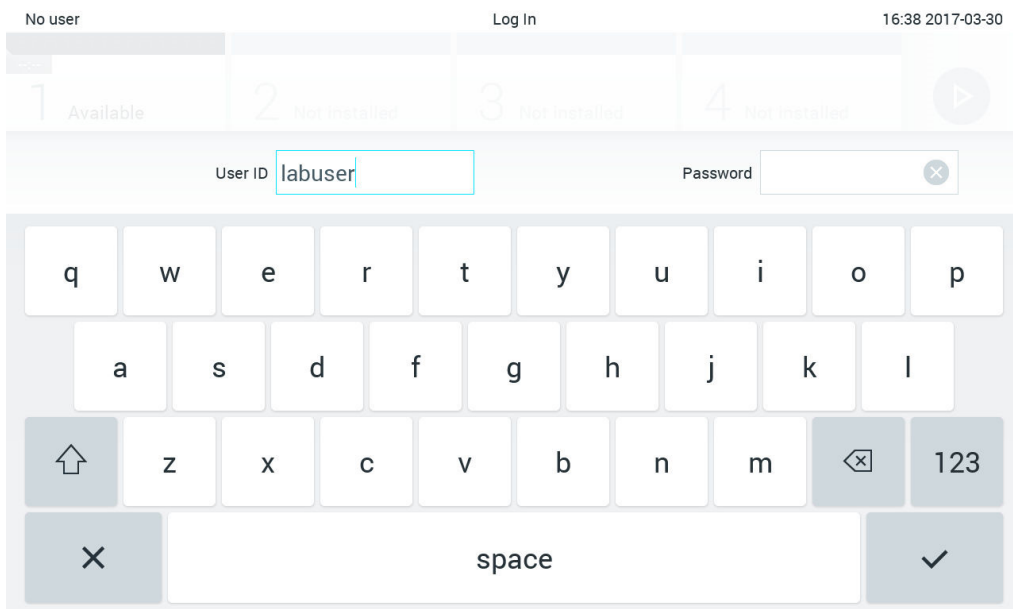 No user Log In 16:38 2017-03-30
1 Available 2 Not installed 3 Not installed 4 Not installed
User ID labuser Password
q w e r t y u i o p
a s d f g h j k l
z x c v b n m 123
space